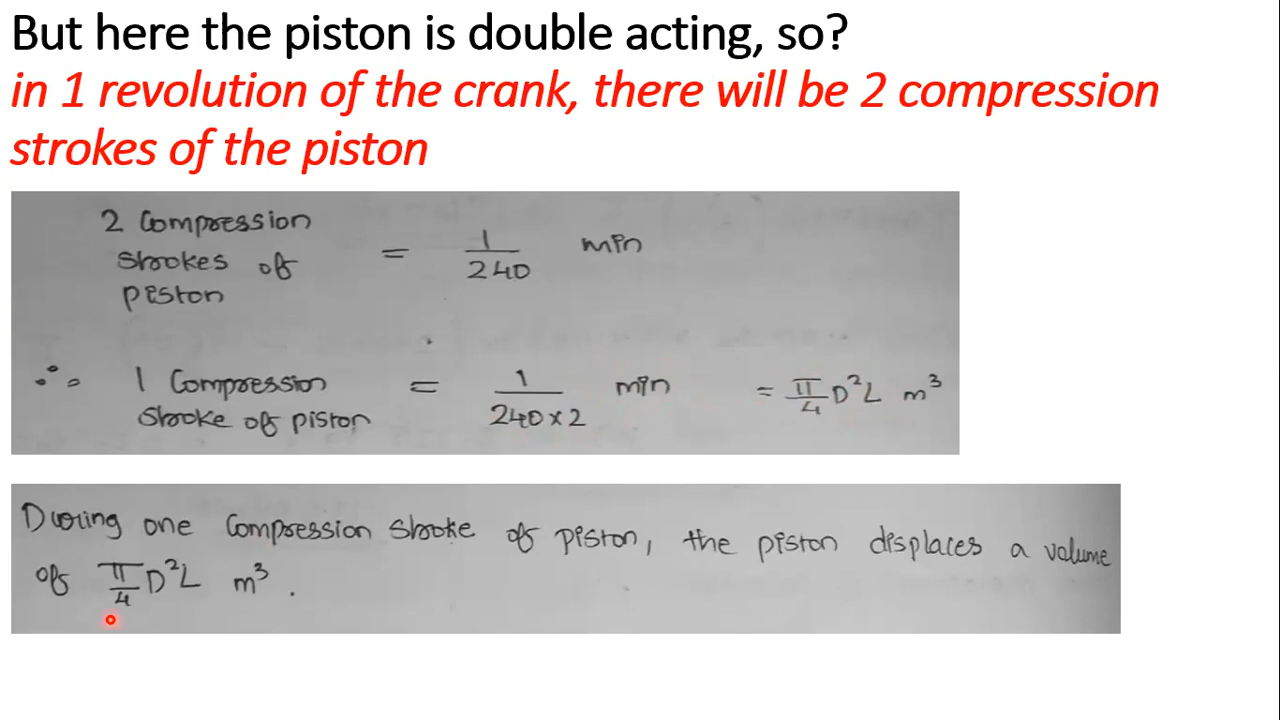 But here the piston is double acting, so?
in 1 revolution of the crank, there will be 2 compression
strokes of the piston
2 Compression
strokes of = 1/240 min
piston
∴ 1 Compression = 1/(240×2) min = π/4 D²L m³
stroke of piston
During one Compression stroke of piston, the piston displaces a volume
of π/4 D²L m³.